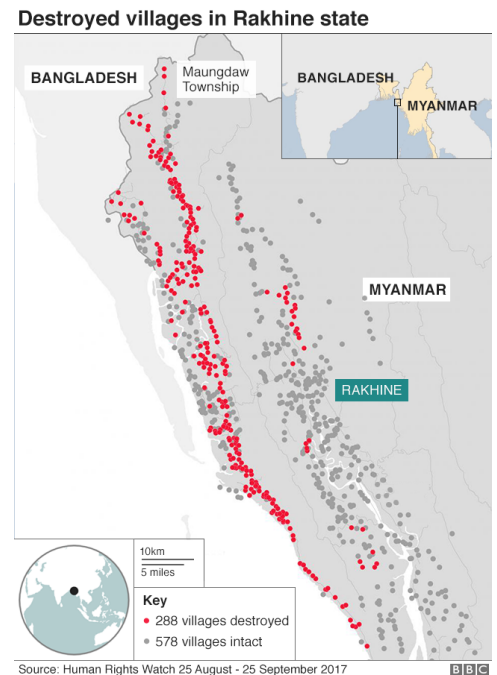 Destroyed villages in Rakhine state
BANGLADESH
Maungdaw
Township
BANGLADESH
MYANMAR
MYANMAR
RAKHINE
10km
5 miles
Key
288 villages destroyed
578 villages intact
Source: Human Rights Watch 25 August - 25 September 2017
BBC